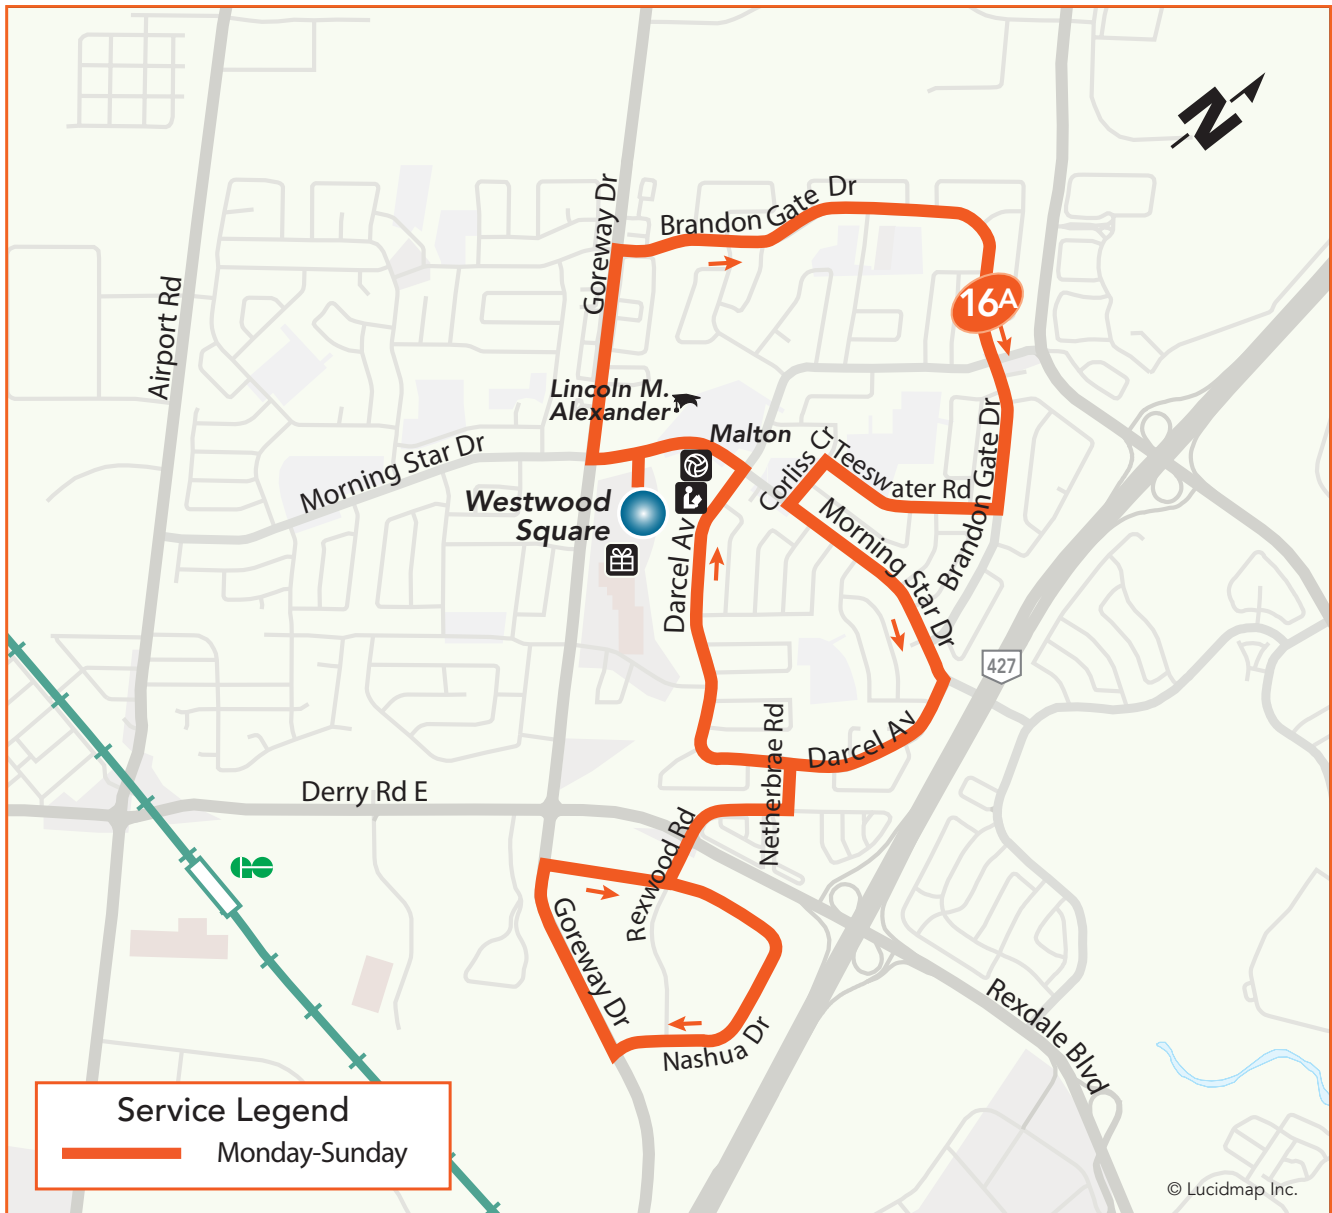 N
Goreway Dr
Brandon Gate Dr
Airport Rd
16A
Lincoln M.
Alexander
Malton
Morning Star Dr
Corliss Cr
Teeswater Rd
Brandon Gate Dr
Westwood
Square
Darcel Av
Morning Star Dr
427
Netherbrae Rd
Darcel Av
Derry Rd E
Rexwood Rd
GO
Goreway Dr
Nashua Dr
Rexdale Blvd
Service Legend
Monday-Sunday
© Lucidmap Inc.